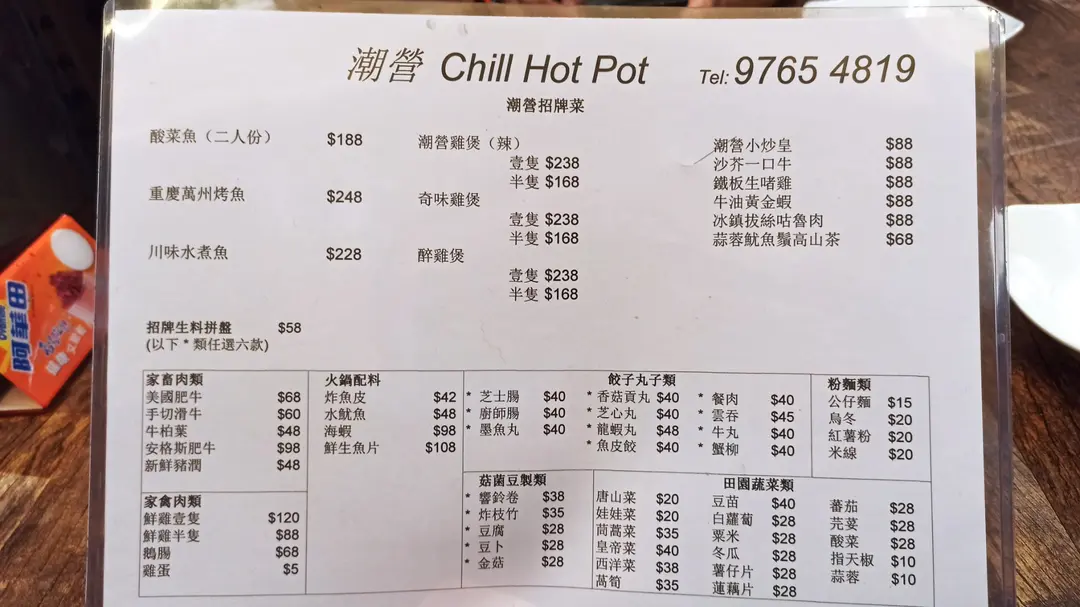 潮營 Chill Hot Pot Tel: 9765 4819
潮營招牌菜
酸菜魚（二人份） $188
重慶萬州烤魚 $248
川味水煮魚 $228
潮營雞煲（辣）
壹隻 $238
半隻 $168
奇味雞煲
壹隻 $238
半隻 $168
醉雞煲
壹隻 $238
半隻 $168
潮營小炒皇 $88
沙芥一口牛 $88
鐵板生啫雞 $88
牛油黃金蝦 $88
冰鎮拔絲咕魯肉 $88
蒜蓉魷魚鬚高山茶 $68
招牌生料拼盤 $58
(以下 * 類任選六款)
家畜肉類
美國肥牛 $68
手切滑牛 $60
牛柏葉 $48
安格斯肥牛 $98
新鮮豬潤 $48
家禽肉類
鮮雞壹隻 $120
鮮雞半隻 $88
鵝腸 $68
雞蛋 $5
火鍋配料
炸魚皮 $42
水魷魚 $48
海蝦 $98
鮮生魚片 $108
餃子丸子類
* 芝士腸 $40
* 廚師腸 $40
* 墨魚丸 $40
* 香菇貢丸 $40
* 芝心丸 $40
* 龍蝦丸 $48
* 魚皮餃 $40
* 餐肉 $40
* 雲吞 $45
* 牛丸 $40
* 蟹柳 $40
粉麵類
公仔麵 $15
烏冬 $20
紅薯粉 $20
米線 $20
菇菌豆製類
* 響鈴卷 $38
* 炸枝竹 $35
* 豆腐 $28
* 豆卜 $28
* 金菇 $28
田園蔬菜類
唐山菜 $20
娃娃菜 $20
茼蒿菜 $35
皇帝菜 $40
西洋菜 $38
萵筍 $35
豆苗 $40
白蘿蔔 $28
粟米 $28
冬瓜 $28
薯仔片 $28
蓮藕片 $28
番茄 $28
芫荽 $28
酸菜 $28
指天椒 $10
蒜蓉 $10
阿華田